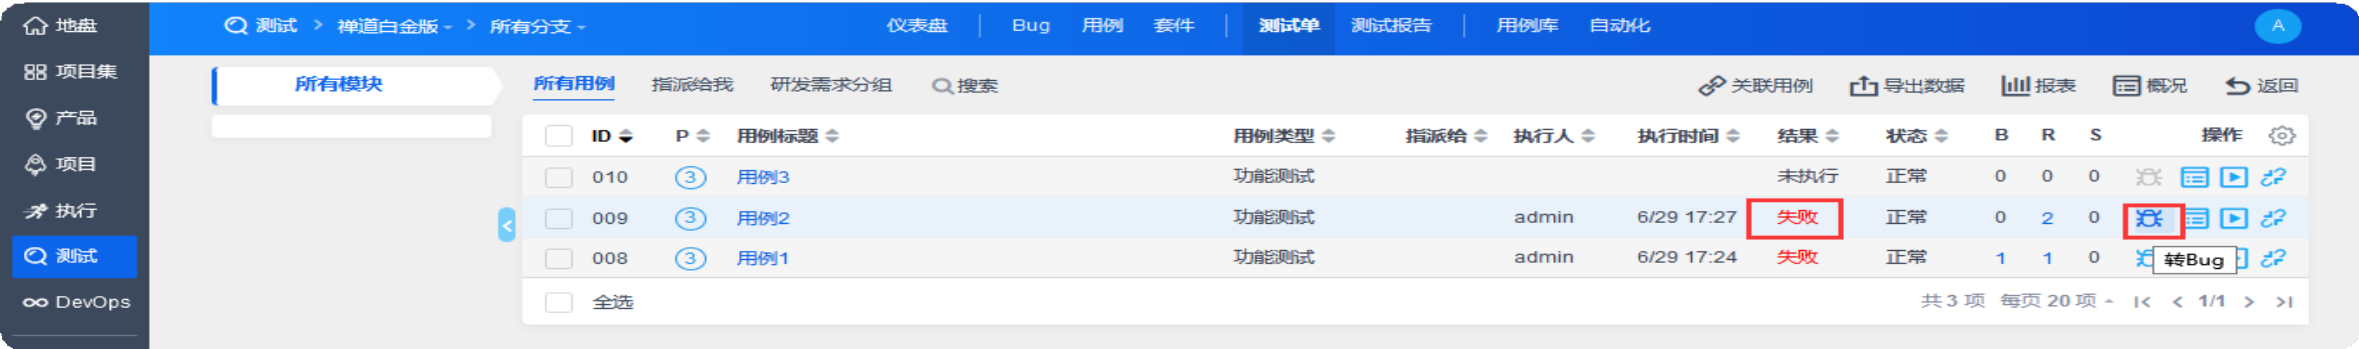 地盘
项目集
产品
项目
执行
测试
DevOps
测试 > 禅道白金版 > 所有分支
仪表盘 Bug 用例 套件 测试单 测试报告 用例库 自动化
A
所有模块
所有用例 指派给我 研发需求分组 搜索
关联用例 导出数据 报表 概况 返回
ID P 用例标题 用例类型 指派给 执行人 执行时间 结果 状态 B R S 操作
010 3 用例3 功能测试 未执行 正常 0 0 0
009 3 用例2 功能测试 admin 6/29 17:27 失败 正常 0 2 0
008 3 用例1 功能测试 admin 6/29 17:24 失败 正常 1 1 0
转Bug
全选
共 3 项 每页 20 项 1/1